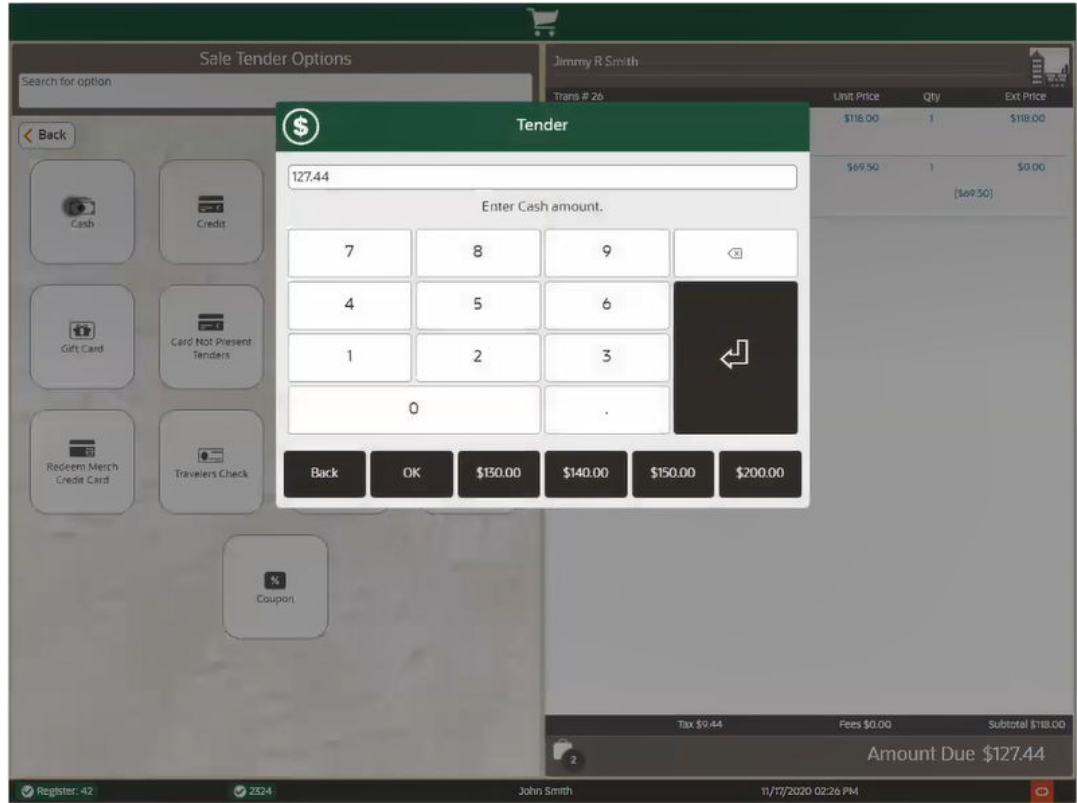 Sale Tender Options
Search for option
Back
Cash
Credit
Gift Card
Card Not Present
Tenders
Redeem Merch
Credit Card
Travelers Check
%
Coupon
Jimmy R Smith
Trans # 26 Unit Price Qty Ext Price
$118.00 1 $118.00
$69.50 1 $0.00
[$69.50]
$
Tender
127.44
Enter Cash amount.
7 8 9
4 5 6
1 2 3
0 .
Back OK $130.00 $140.00 $150.00 $200.00
Tax $9.44 Fees $0.00 Subtotal $118.00
2
Amount Due $127.44
Register: 42 2324 John Smith 11/17/2020 02:26 PM